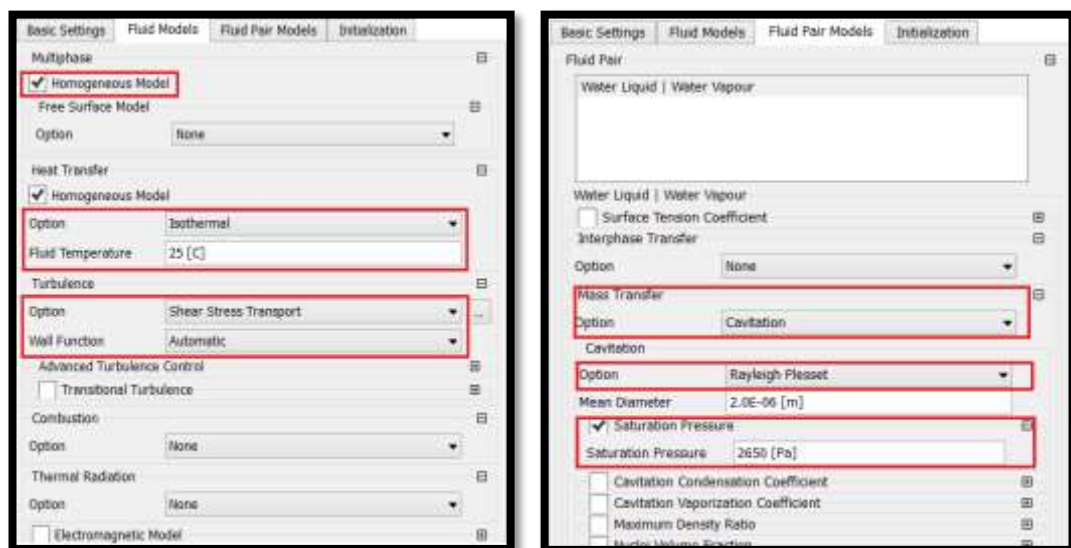 Basic Settings Fluid Models Fluid Pair Models Initialization
Multiphase
Homogeneous Model
Free Surface Model
Option None
Heat Transfer
Homogeneous Model
Option Isothermal
Fluid Temperature 25 [C]
Turbulence
Option Shear Stress Transport ...
Wall Function Automatic
Advanced Turbulence Control
Transitional Turbulence
Combustion
Option None
Thermal Radiation
Option None
Electromagnetic Model
Basic Settings Fluid Models Fluid Pair Models Initialization
Fluid Pair
Water Liquid | Water Vapour
Water Liquid | Water Vapour
Surface Tension Coefficient
Interphase Transfer
Option None
Mass Transfer
Option Cavitation
Cavitation
Option Rayleigh Plesset
Mean Diameter 2.0E-06 [m]
Saturation Pressure
Saturation Pressure 2650 [Pa]
Cavitation Condensation Coefficient
Cavitation Vaporization Coefficient
Maximum Density Ratio
Nuclei Volume Fraction